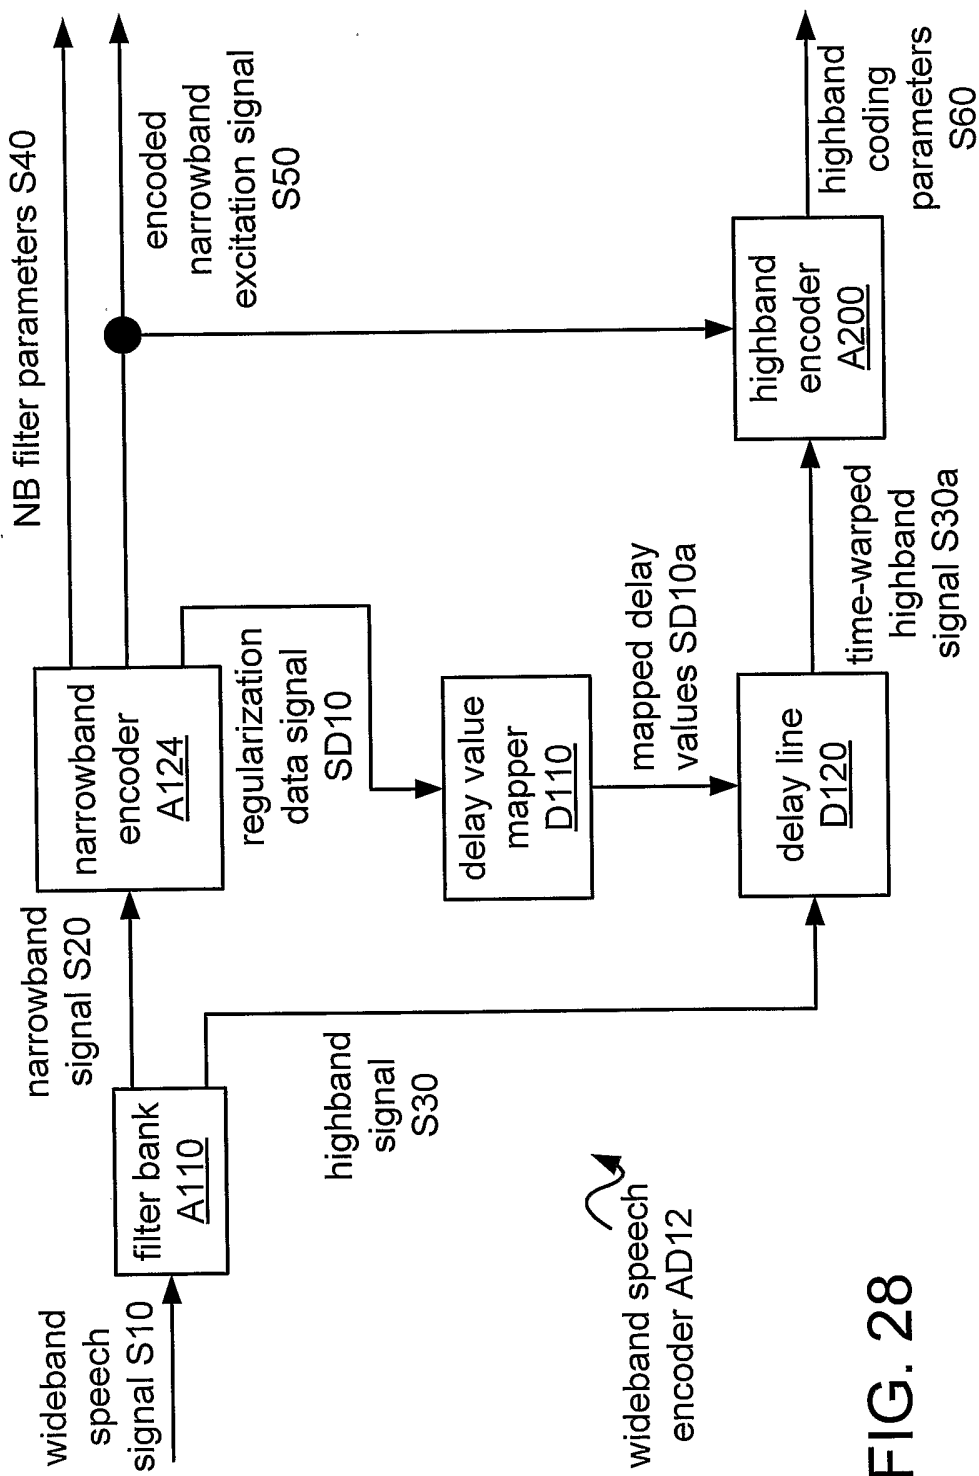 wideband
speech
signal S10
filter bank
A110
narrowband
signal S20
highband
signal
S30
narrowband
encoder
A124
NB filter parameters S40
encoded
narrowband
excitation signal
S50
regularization
data signal
SD10
delay value
mapper
D110
mapped delay
values SD10a
delay line
D120
time-warped
highband
signal S30a
highband
encoder
A200
highband
coding
parameters
S60
wideband speech
encoder AD12
FIG. 28